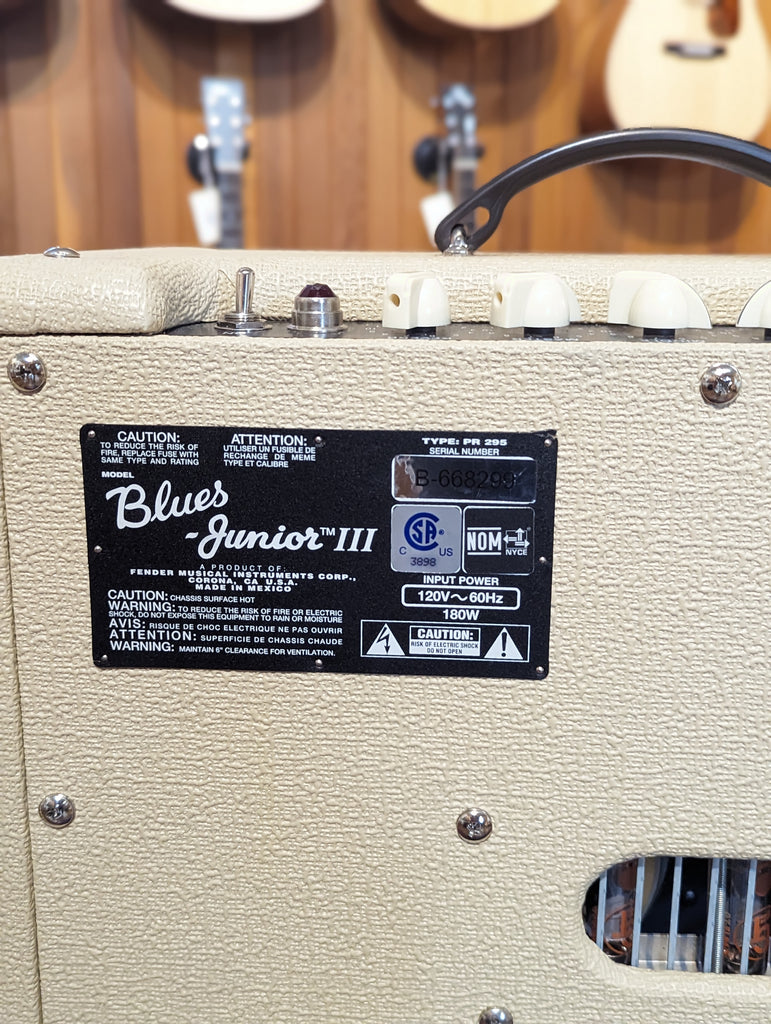 CAUTION:
TO REDUCE THE RISK OF
FIRE, REPLACE FUSE WITH
SAME TYPE AND RATING
ATTENTION:
UTILISER UN FUSIBLE DE
RECHANGE DE MEME
TYPE ET CALIBRE
TYPE: PR 295
SERIAL NUMBER
B-668299
MODEL
Blues
-Junior™ III
A PRODUCT OF:
FENDER MUSICAL INSTRUMENTS CORP.,
CORONA, CA U.S.A.
MADE IN MEXICO
CSA®
C US
3898
NOM
NYCE
INPUT POWER
120V～60Hz
180W
CAUTION: CHASSIS SURFACE HOT
WARNING: TO REDUCE THE RISK OF FIRE OR ELECTRIC
SHOCK, DO NOT EXPOSE THIS EQUIPMENT TO RAIN OR MOISTURE
AVIS: RISQUE DE CHOC ELECTRIQUE NE PAS OUVRIR
ATTENTION: SUPERFICIE DE CHASSIS CHAUDE
WARNING: MAINTAIN 6" CLEARANCE FOR VENTILATION.
CAUTION:
RISK OF ELECTRIC SHOCK
DO NOT OPEN